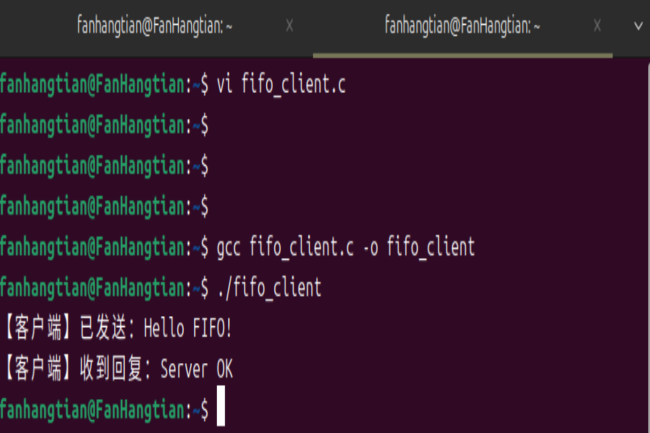 fanhangtian@FanHangtian: ~ × fanhangtian@FanHangtian: ~ ×
fanhangtian@FanHangtian:~$ vi fifo_client.c
fanhangtian@FanHangtian:~$
fanhangtian@FanHangtian:~$
fanhangtian@FanHangtian:~$
fanhangtian@FanHangtian:~$ gcc fifo_client.c -o fifo_client
fanhangtian@FanHangtian:~$ ./fifo_client
【客户端】已发送：Hello FIFO!
【客户端】收到回复：Server OK
fanhangtian@FanHangtian:~$